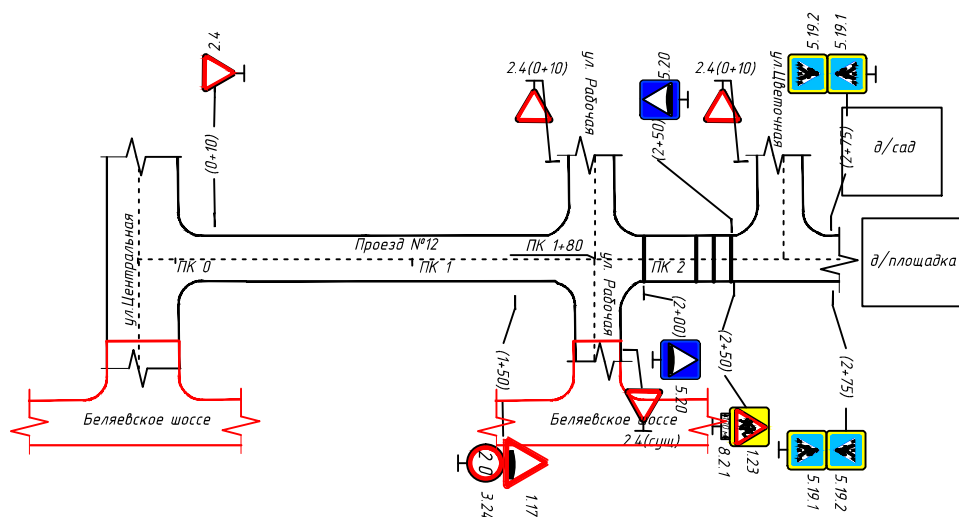 2.4
(0+10)
2.4(0+10)
ул. Рабочая
5.20
(2+50)
2.4(0+10)
ул.Цветочная
5.19.2
5.19.1
(2+75)
д/сад
д/площадка
ул.Центральная
Проезд №12
ПК 0
ПК 1
ПК 1+80
ПК 2
ул. Рабочая
(1+50)
(2+00)
5.20
(2+50)
(2+75)
Беляевское шоссе
Беляевское шоссе
2.4(сущ)
20
3.24
1.17
8.2.1
1.23
5.19.1
5.19.2